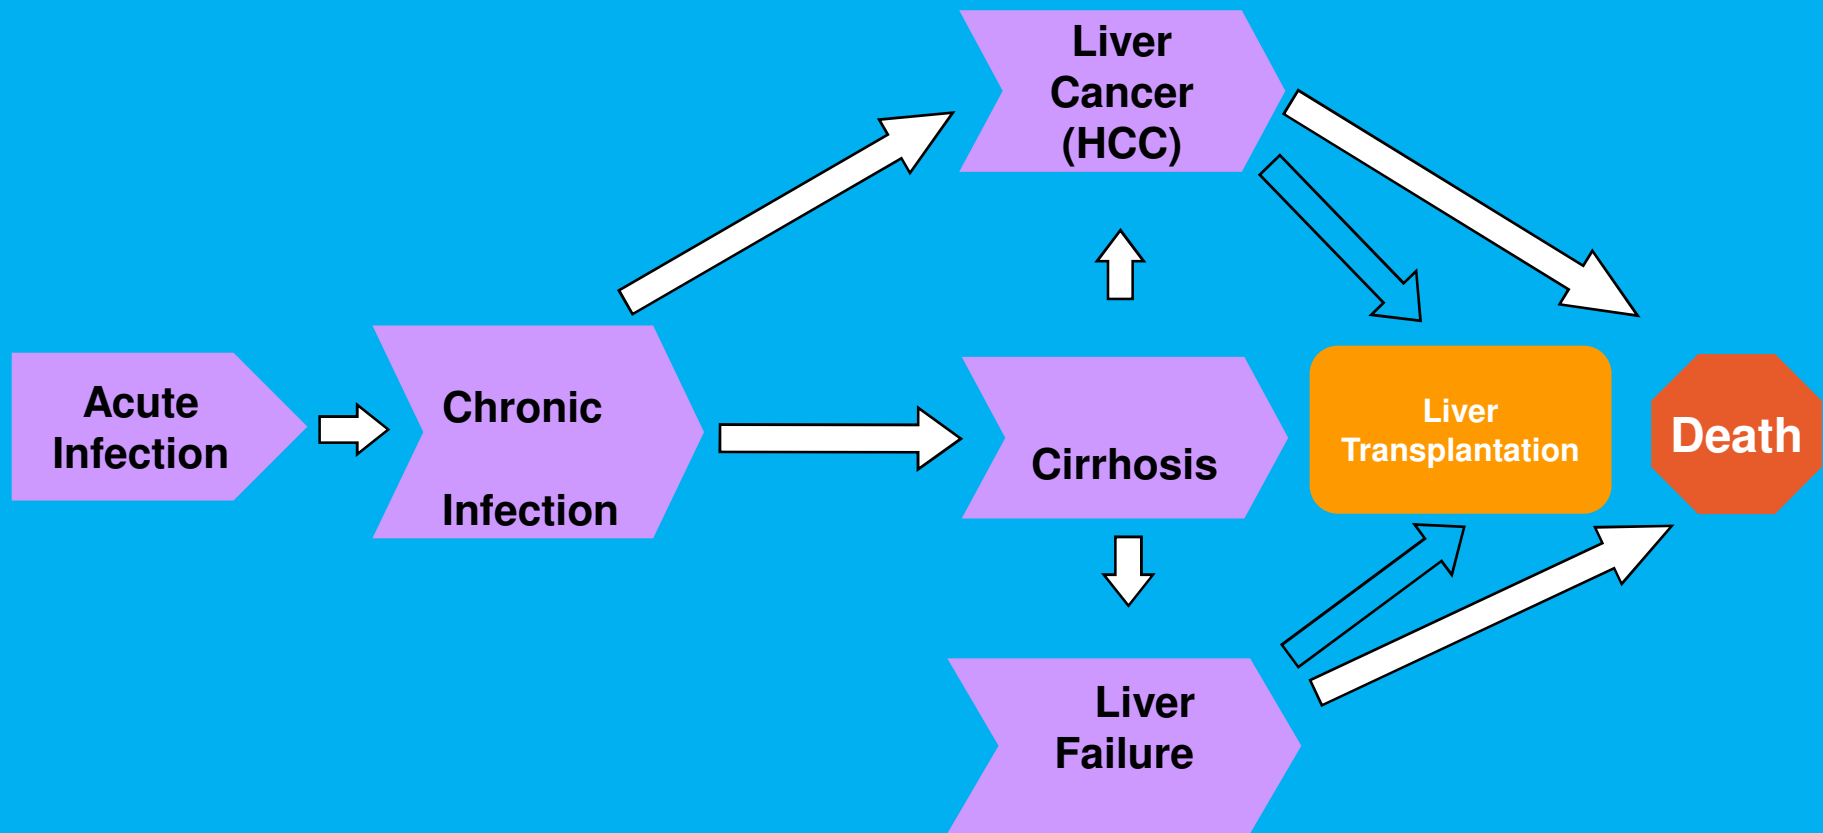 Liver
Cancer
(HCC)
Acute
Infection
Chronic
Infection
Cirrhosis
Liver
Transplantation
Death
Liver
Failure